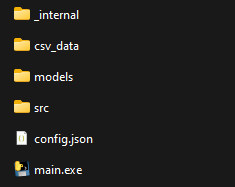 _internal
csv_data
models
src
config.json
main.exe